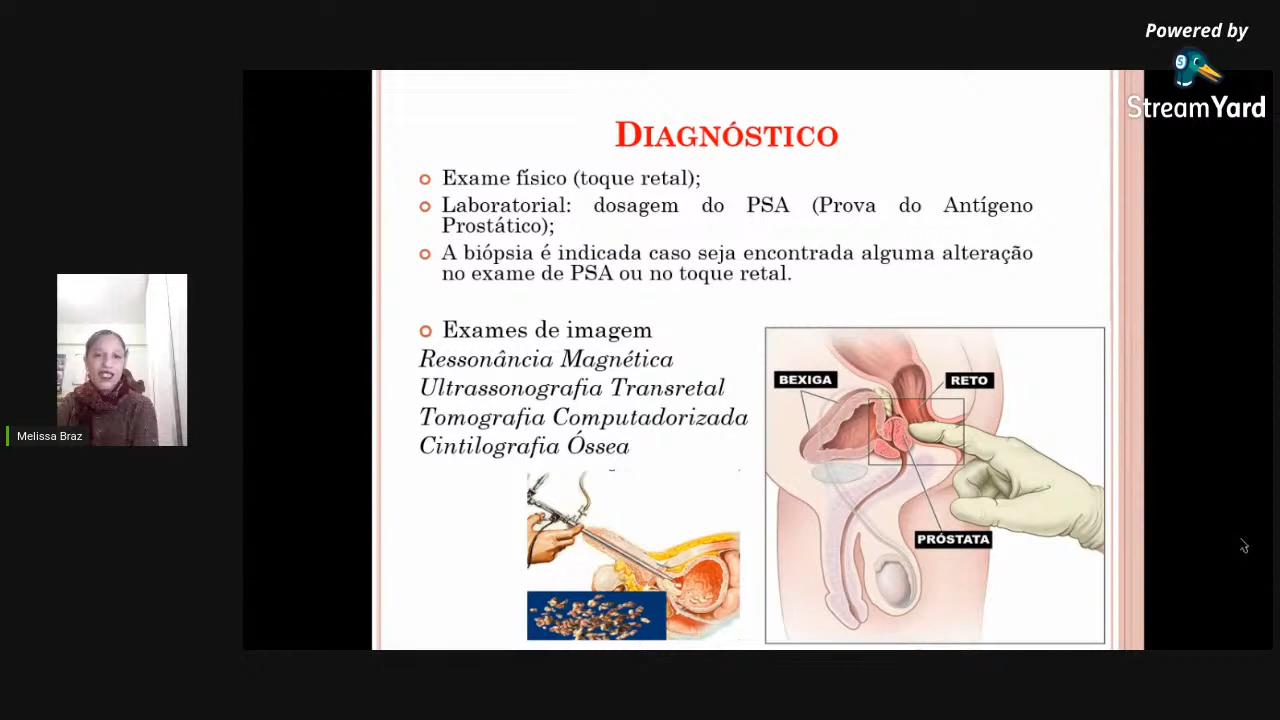 Powered by
StreamYard
DIAGNÓSTICO
Exame físico (toque retal);
Laboratorial: dosagem do PSA (Prova do Antígeno
Prostático);
A biópsia é indicada caso seja encontrada alguma alteração
no exame de PSA ou no toque retal.
Exames de imagem
Ressonância Magnética
Ultrassonografia Transretal
Tomografia Computadorizada
Cintilografia Óssea
BEXIGA
RETO
PRÓSTATA
Melissa Braz